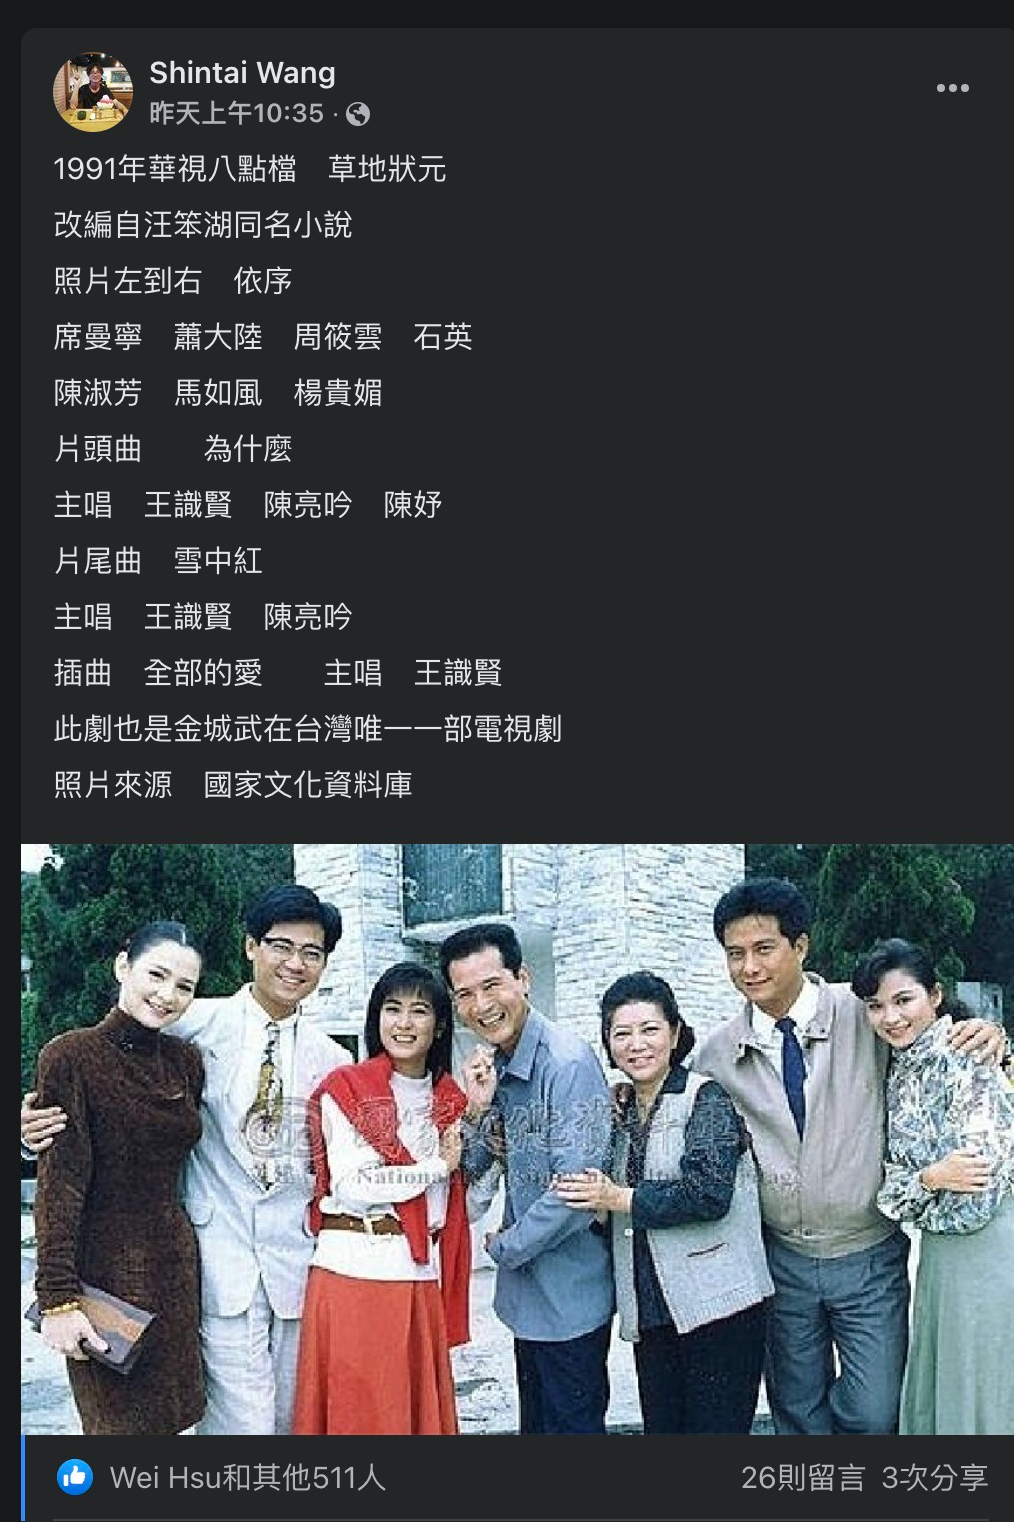 Shintai Wang
昨天上午10:35 ·
1991年華視八點檔　草地狀元
改編自汪笨湖同名小說
照片左到右　依序
席曼寧　蕭大陸　周筱雲　石英
陳淑芳　馬如風　楊貴媚
片頭曲　　為什麼
主唱　王識賢　陳亮吟　陳妤
片尾曲　雪中紅
主唱　王識賢　陳亮吟
插曲　全部的愛　　主唱　王識賢
此劇也是金城武在台灣唯一一部電視劇
照片來源　國家文化資料庫
國家文化資料庫
National
Wei Hsu和其他511人
26則留言 3次分享